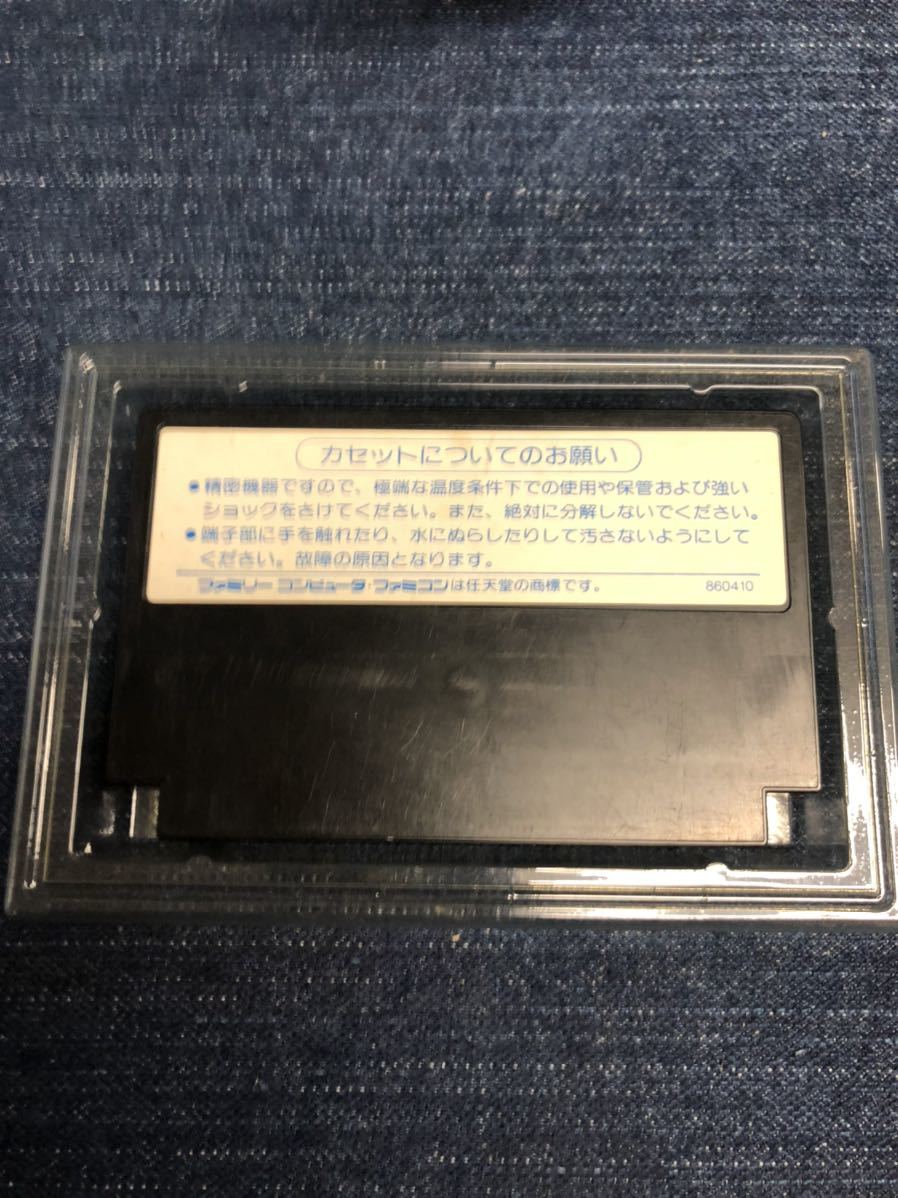 カセットについてのお願い
●精密機器ですので、極端な温度条件下での使用や保管および強い
ショックをさけてください。また、絶対に分解しないでください。
●端子部に手を触れたり、水にぬらしたりして汚さないようにして
ください。故障の原因となります。
ファミリー コンピュータ・ファミコンは任天堂の商標です。 860410